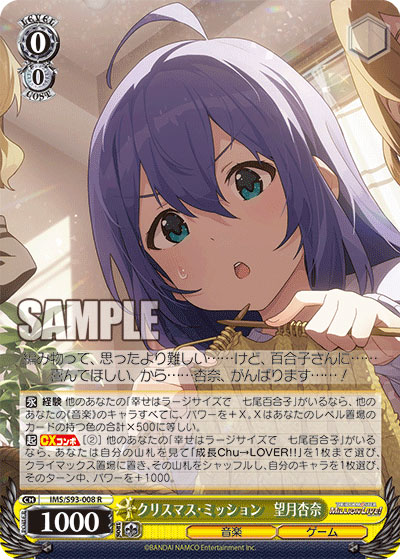 LEVEL
0
0
COST
SAMPLE
編み物って、思ったより難しい……けど、百合子さんに……
喜んでほしい、から……杏奈、がんばります……！
永 経験 他のあなたの「幸せはラージサイズで 七尾百合子」がいるなら、他の
あなたの《音楽》のキャラすべてに、パワーを＋X。Xはあなたのレベル置場の
カードの持つ色の合計×500に等しい。
起 CXコンボ [②] 他のあなたの「幸せはラージサイズで 七尾百合子」がい
るなら、あなたは自分の山札を見て「成長Chu→LOVER!!」を1枚まで選び、
クライマックス置場に置き、その山札をシャッフルし、自分のキャラを1枚選び、
そのターン中、パワーを＋1000。
CH IMS/S93-008 R
1000
クリスマス・ミッション 望月杏奈
音楽
ゲーム
©BANDAI NAMCO Entertainment Inc.